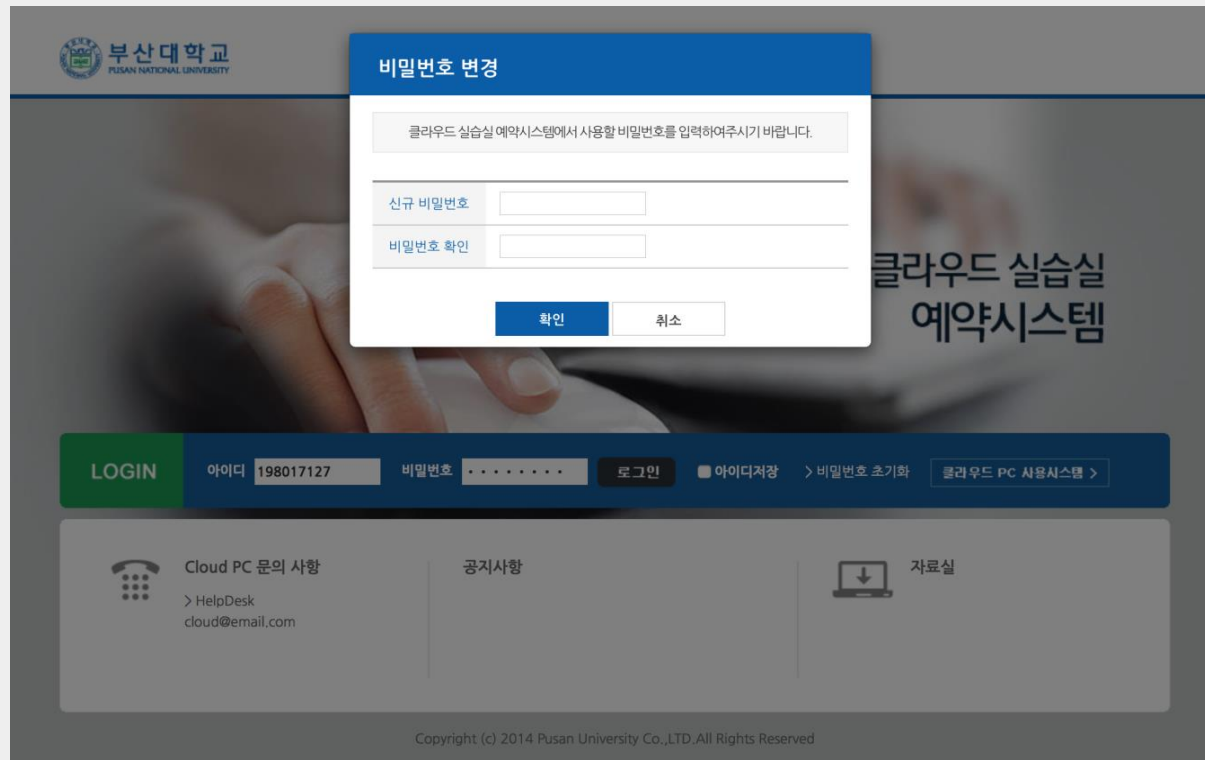 부산대학교
PUSAN NATIONAL UNIVERSITY
비밀번호 변경
클라우드 실습실 예약시스템에서 사용할 비밀번호를 입력하여주시기 바랍니다.
신규 비밀번호
비밀번호 확인
확인 취소
클라우드 실습실
예약시스템
LOGIN 아이디 198017127 비밀번호 ········ 로그인 아이디저장 > 비밀번호 초기화 클라우드 PC 사용시스템 >
Cloud PC 문의 사항 공지사항 자료실
> HelpDesk
cloud@email.com
Copyright (c) 2014 Pusan University Co.,LTD.All Rights Reserved